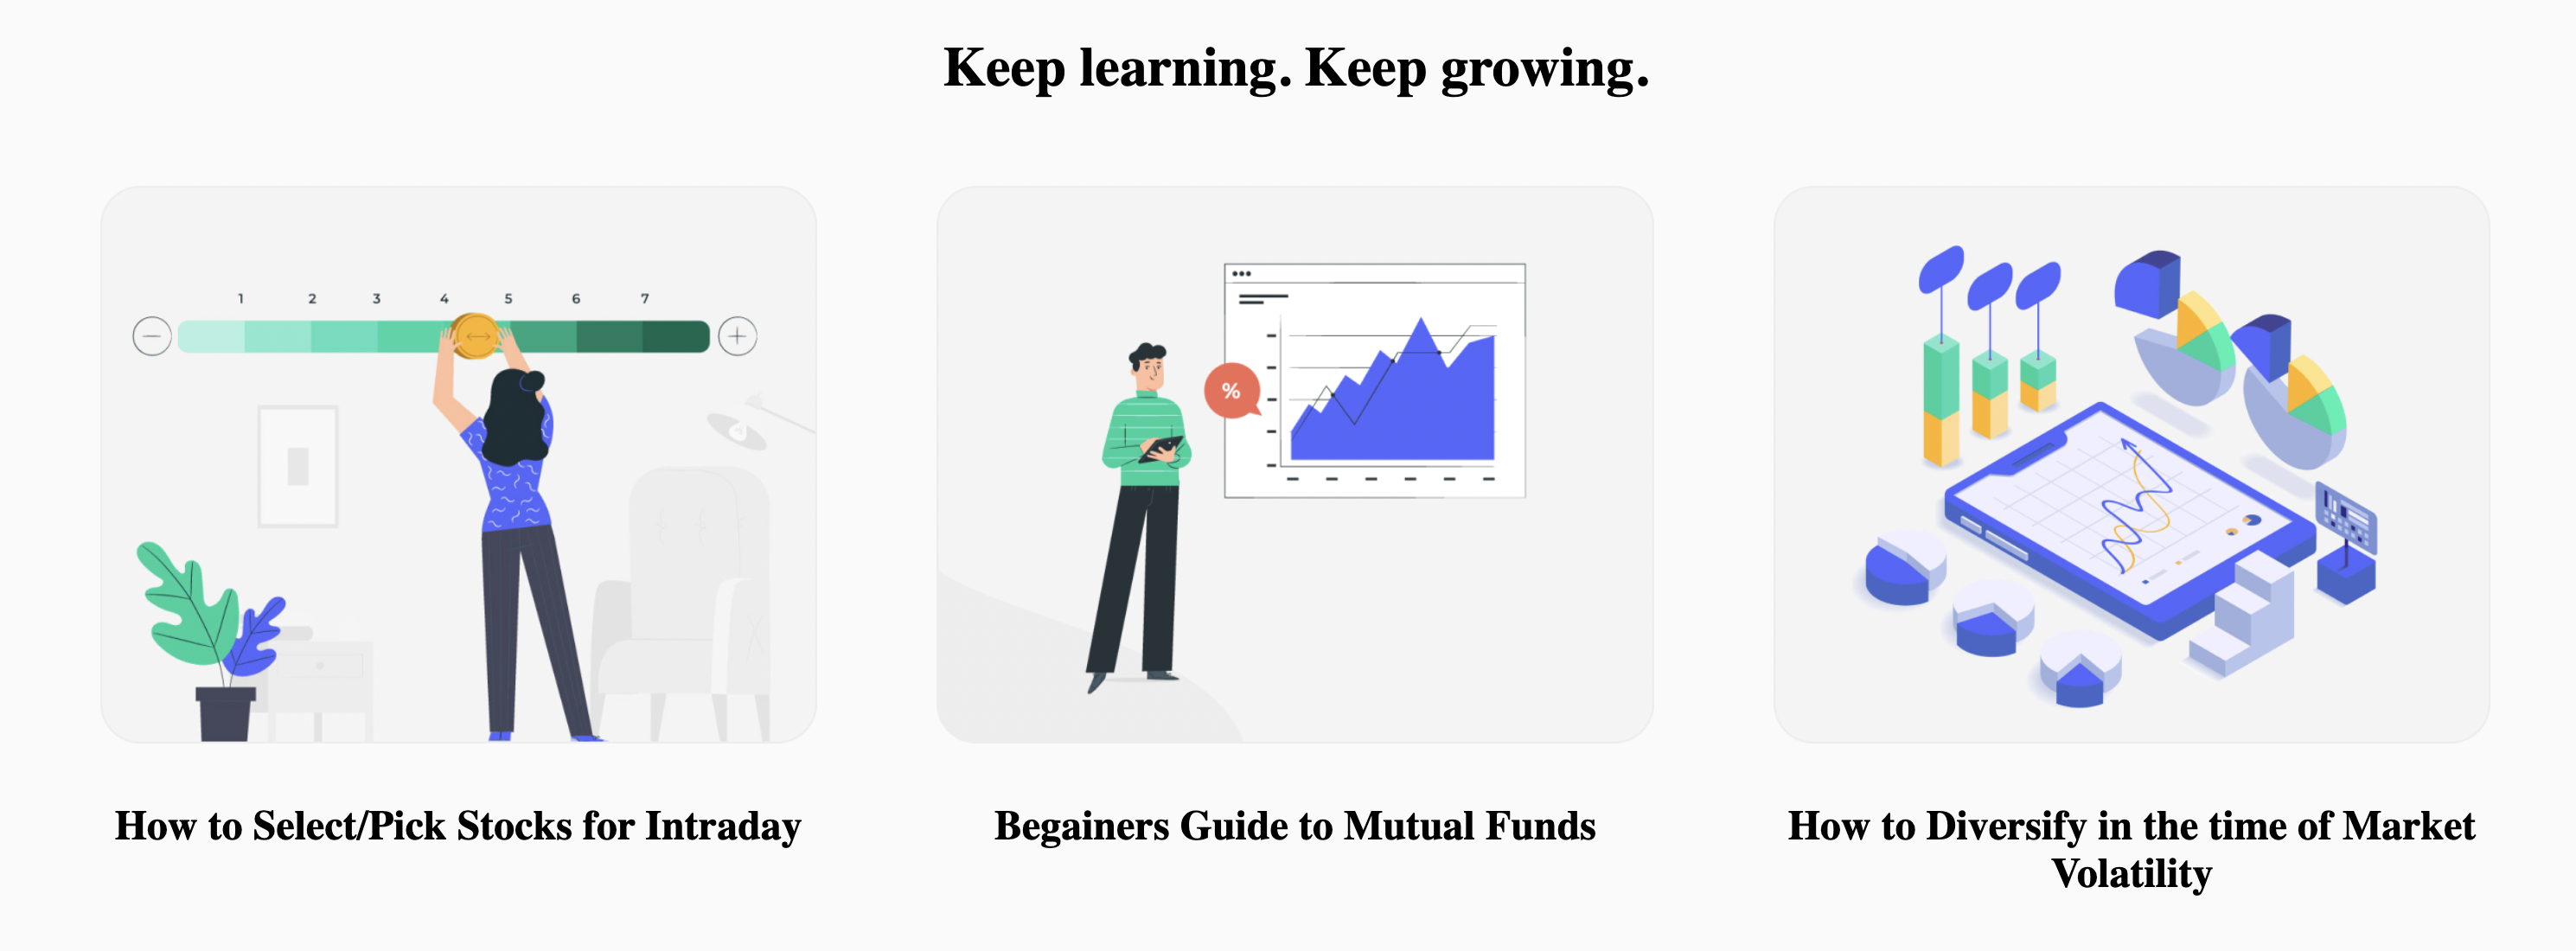 Keep learning. Keep growing.
1 2 3 4 5 6 7
%
How to Select/Pick Stocks for Intraday
Begainers Guide to Mutual Funds
How to Diversify in the time of Market
Volatility